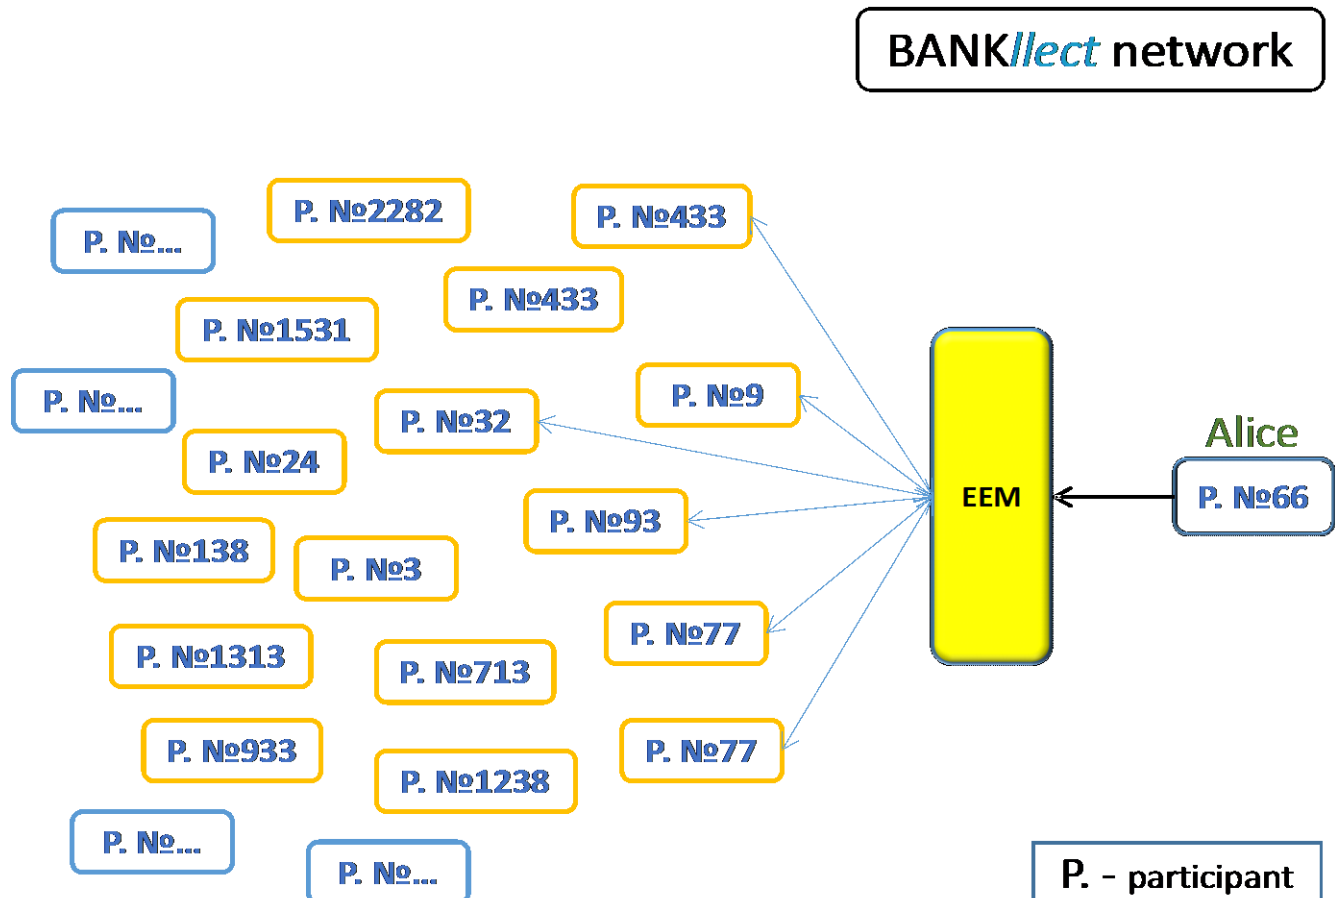 BANKllect network
P. №2282
P. №433
P. №...
P. №433
P. №1531
P. №9
P. №...
P. №32
Alice
P. №24
P. №66
EEM
P. №93
P. №138
P. №3
P. №77
P. №1313
P. №713
P. №933
P. №77
P. №1238
P. №...
P. №...
P. - participant